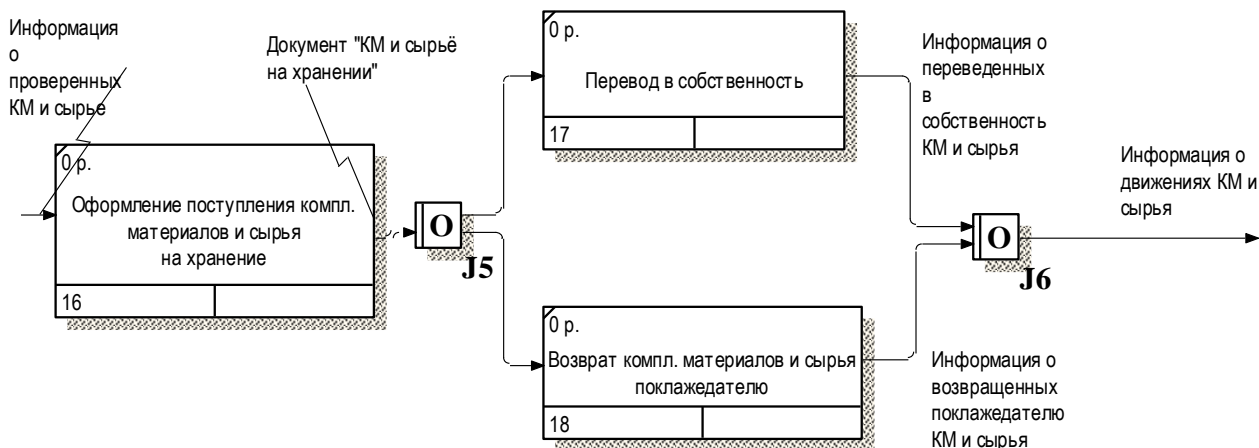 Информация
о
проверенных
КМ и сырье
Документ "КМ и сырьё
на хранении"
0 р.
Оформление поступления компл.
материалов и сырья
на хранение
16
O
J5
0 р.
Перевод в собственность
17
0 р.
Возврат компл. материалов и сырья
поклажедателю
18
Информация о
переведенных
в
собственность
КМ и сырья
O
J6
Информация о
возвращенных
поклажедателю
КМ и сырья
Информация о
движениях КМ и
сырья